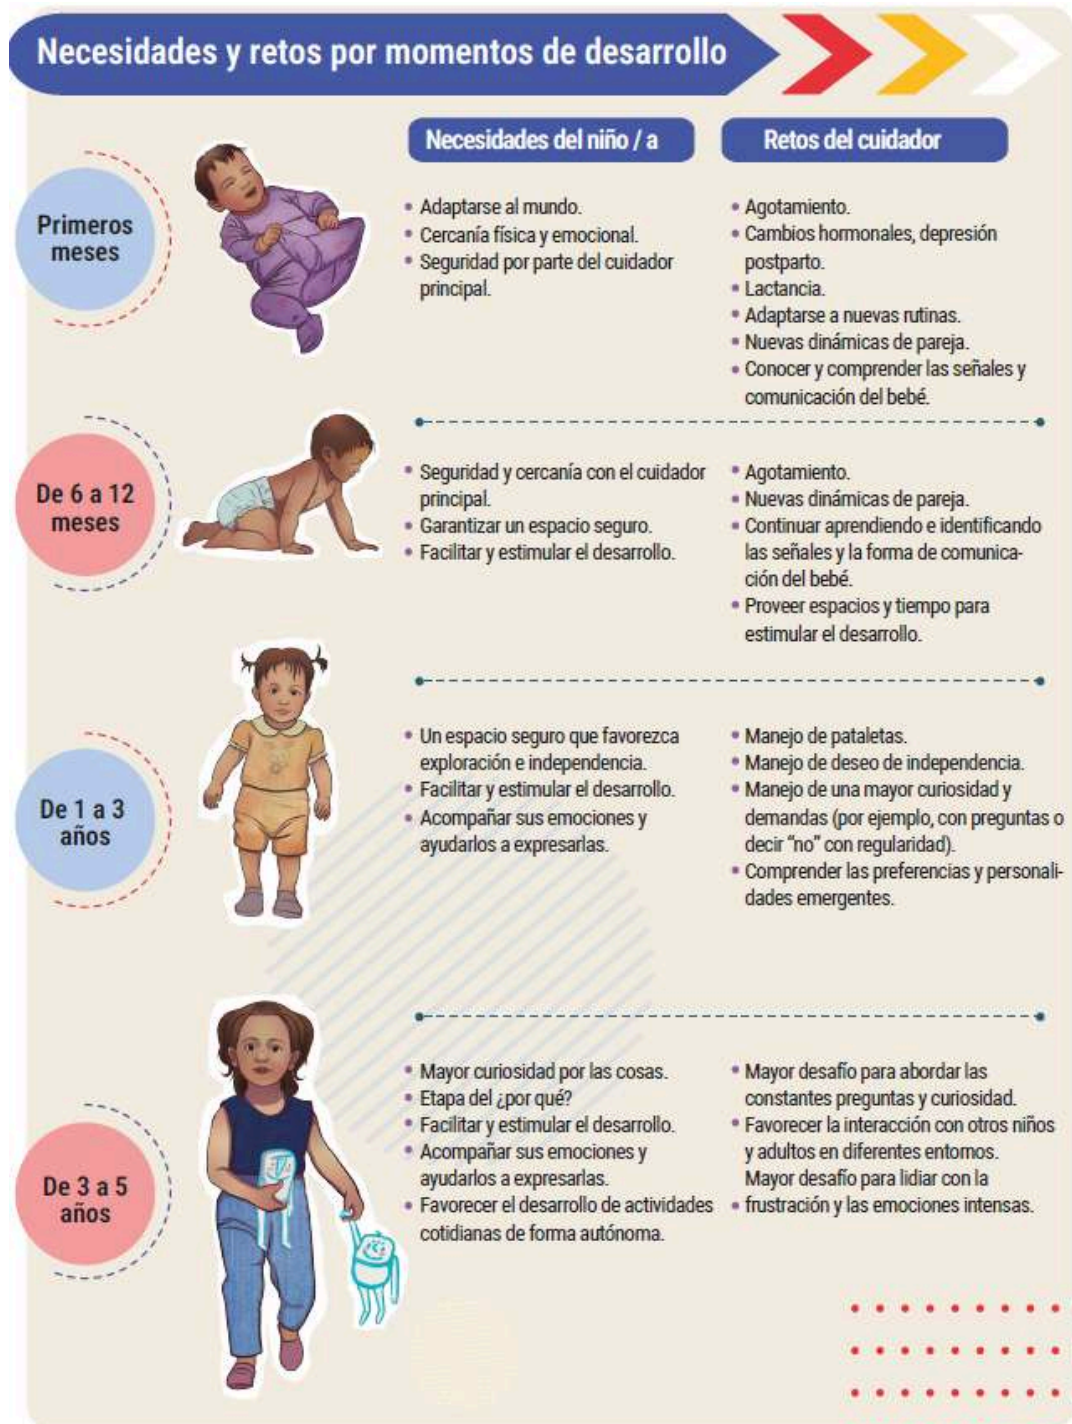 Necesidades y retos por momentos de desarrollo
Necesidades del niño / a
Retos del cuidador
Primeros
meses
• Adaptarse al mundo.
• Cercanía física y emocional.
• Seguridad por parte del cuidador
principal.
• Agotamiento.
• Cambios hormonales, depresión
postparto.
• Lactancia.
• Adaptarse a nuevas rutinas.
• Nuevas dinámicas de pareja.
• Conocer y comprender las señales y
comunicación del bebé.
De 6 a 12
meses
• Seguridad y cercanía con el cuidador
principal.
• Garantizar un espacio seguro.
• Facilitar y estimular el desarrollo.
• Agotamiento.
• Nuevas dinámicas de pareja.
• Continuar aprendiendo e identificando
las señales y la forma de comunica-
ción del bebé.
• Proveer espacios y tiempo para
estimular el desarrollo.
De 1 a 3
años
• Un espacio seguro que favorezca
exploración e independencia.
• Facilitar y estimular el desarrollo.
• Acompañar sus emociones y
ayudarlos a expresarlas.
• Manejo de pataletas.
• Manejo de deseo de independencia.
• Manejo de una mayor curiosidad y
demandas (por ejemplo, con preguntas o
decir “no” con regularidad).
• Comprender las preferencias y personali-
dades emergentes.
De 3 a 5
años
• Mayor curiosidad por las cosas.
• Etapa del ¿por qué?
• Facilitar y estimular el desarrollo.
• Acompañar sus emociones y
ayudarlos a expresarlas.
• Favorecer el desarrollo de actividades
cotidianas de forma autónoma.
• Mayor desafío para abordar las
constantes preguntas y curiosidad.
• Favorecer la interacción con otros niños
y adultos en diferentes entornos.
Mayor desafío para lidiar con la
• frustración y las emociones intensas.